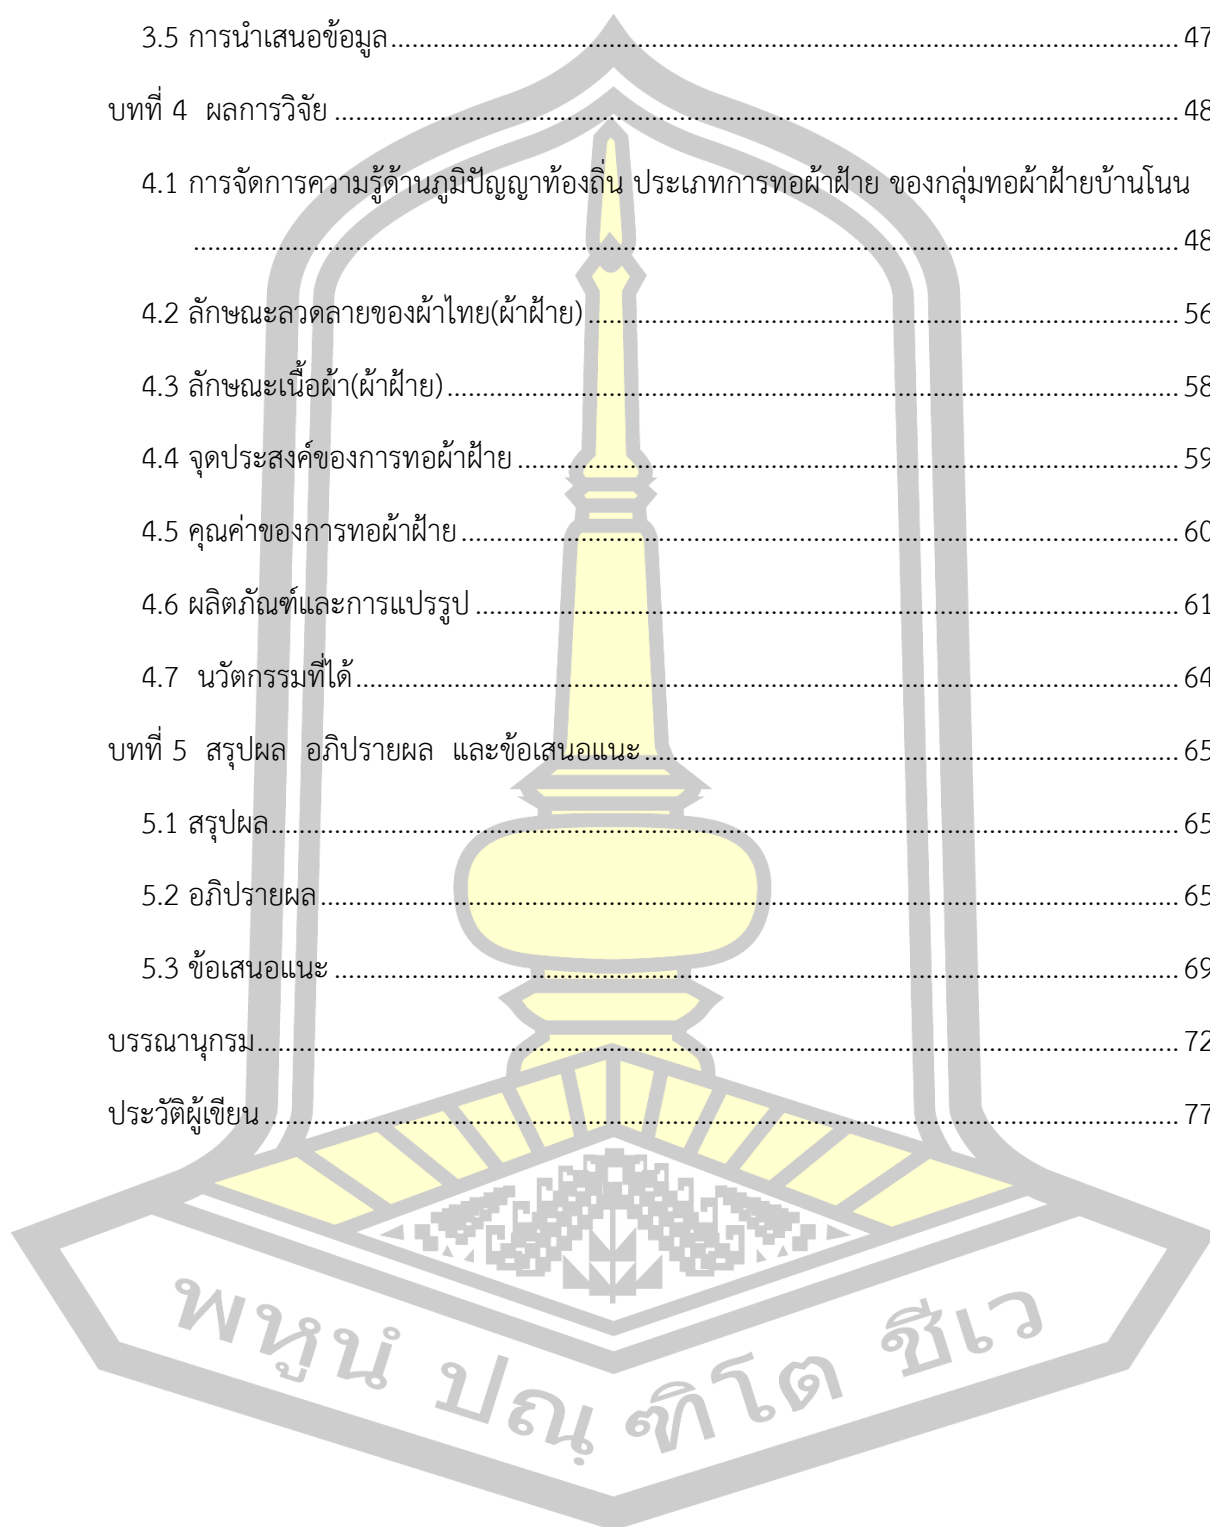 3.5 การนำเสนอข้อมูล........................................................................................................ 47
บทที่ 4  ผลการวิจัย ............................................................................................................. 48
4.1 การจัดการความรู้ด้านภูมิปัญญาท้องถิ่น ประเภทการทอผ้าฝ้าย ของกลุ่มทอผ้าฝ้ายบ้านโนน
................................................................................................................................ 48
4.2 ลักษณะลวดลายของผ้าไทย(ผ้าฝ้าย) ............................................................................ 56
4.3 ลักษณะเนื้อผ้า(ผ้าฝ้าย) ............................................................................................... 58
4.4 จุดประสงค์ของการทอผ้าฝ้าย ...................................................................................... 59
4.5 คุณค่าของการทอผ้าฝ้าย .............................................................................................. 60
4.6 ผลิตภัณฑ์และการแปรรูป ............................................................................................ 61
4.7  นวัตกรรมที่ได้ ........................................................................................................... 64
บทที่ 5  สรุปผล  อภิปรายผล  และข้อเสนอแนะ ..................................................................... 65
5.1 สรุปผล ...................................................................................................................... 65
5.2 อภิปรายผล ................................................................................................................ 65
5.3 ข้อเสนอแนะ .............................................................................................................. 69
บรรณานุกรม ...................................................................................................................... 72
ประวัติผู้เขียน ..................................................................................................................... 77
พหูนํ ปณฺฑิโต ชีเว